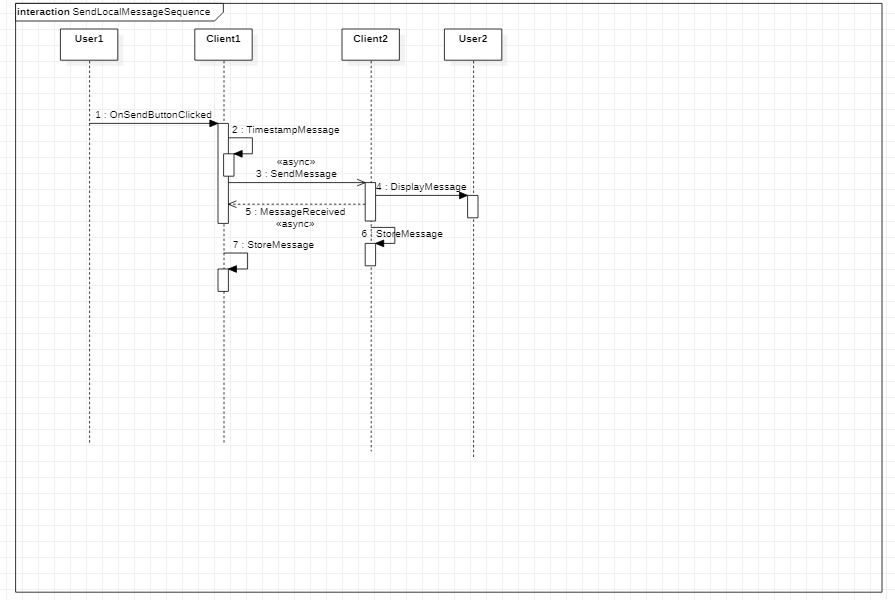 interaction SendLocalMessageSequence
User1
Client1
Client2
User2
1 : OnSendButtonClicked
2 : TimestampMessage
«async»
3 : SendMessage
4 : DisplayMessage
5 : MessageReceived
«async»
6 : StoreMessage
7 : StoreMessage